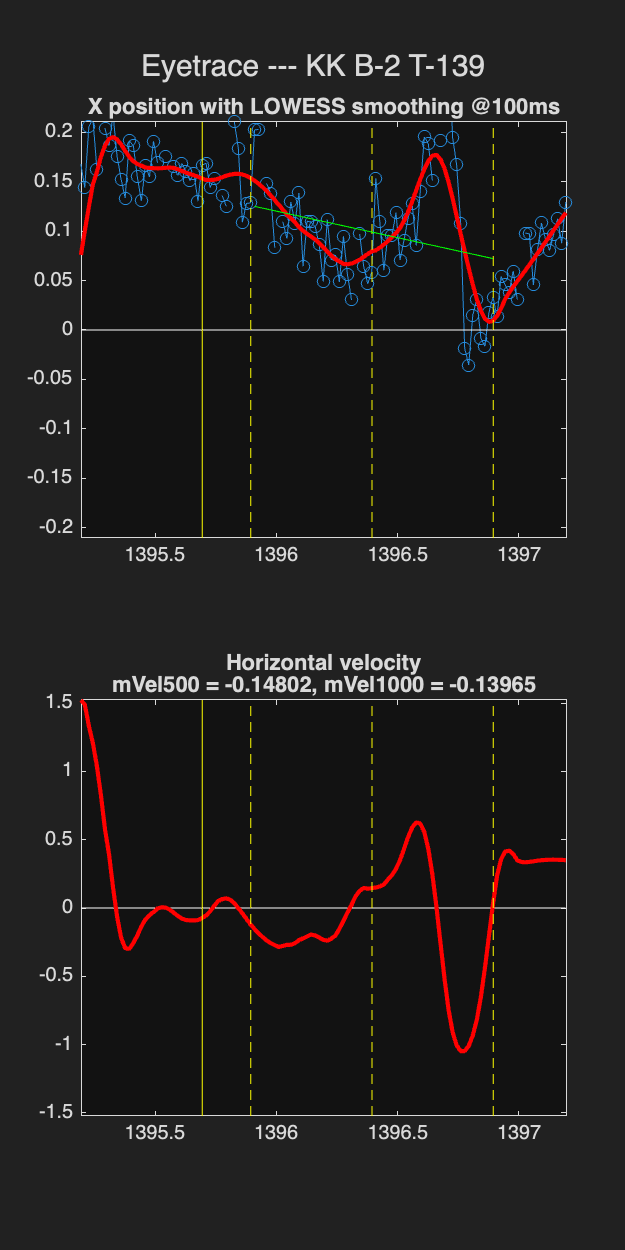 Eyetrace --- KK B-2 T-139
X position with LOWESS smoothing @100ms
0.2
0.15
0.1
0.05
0
-0.05
-0.1
-0.15
-0.2
1395.5 1396 1396.5 1397
Horizontal velocity
mVel500 = -0.14802, mVel1000 = -0.13965
1.5
1
0.5
0
-0.5
-1
-1.5
1395.5 1396 1396.5 1397